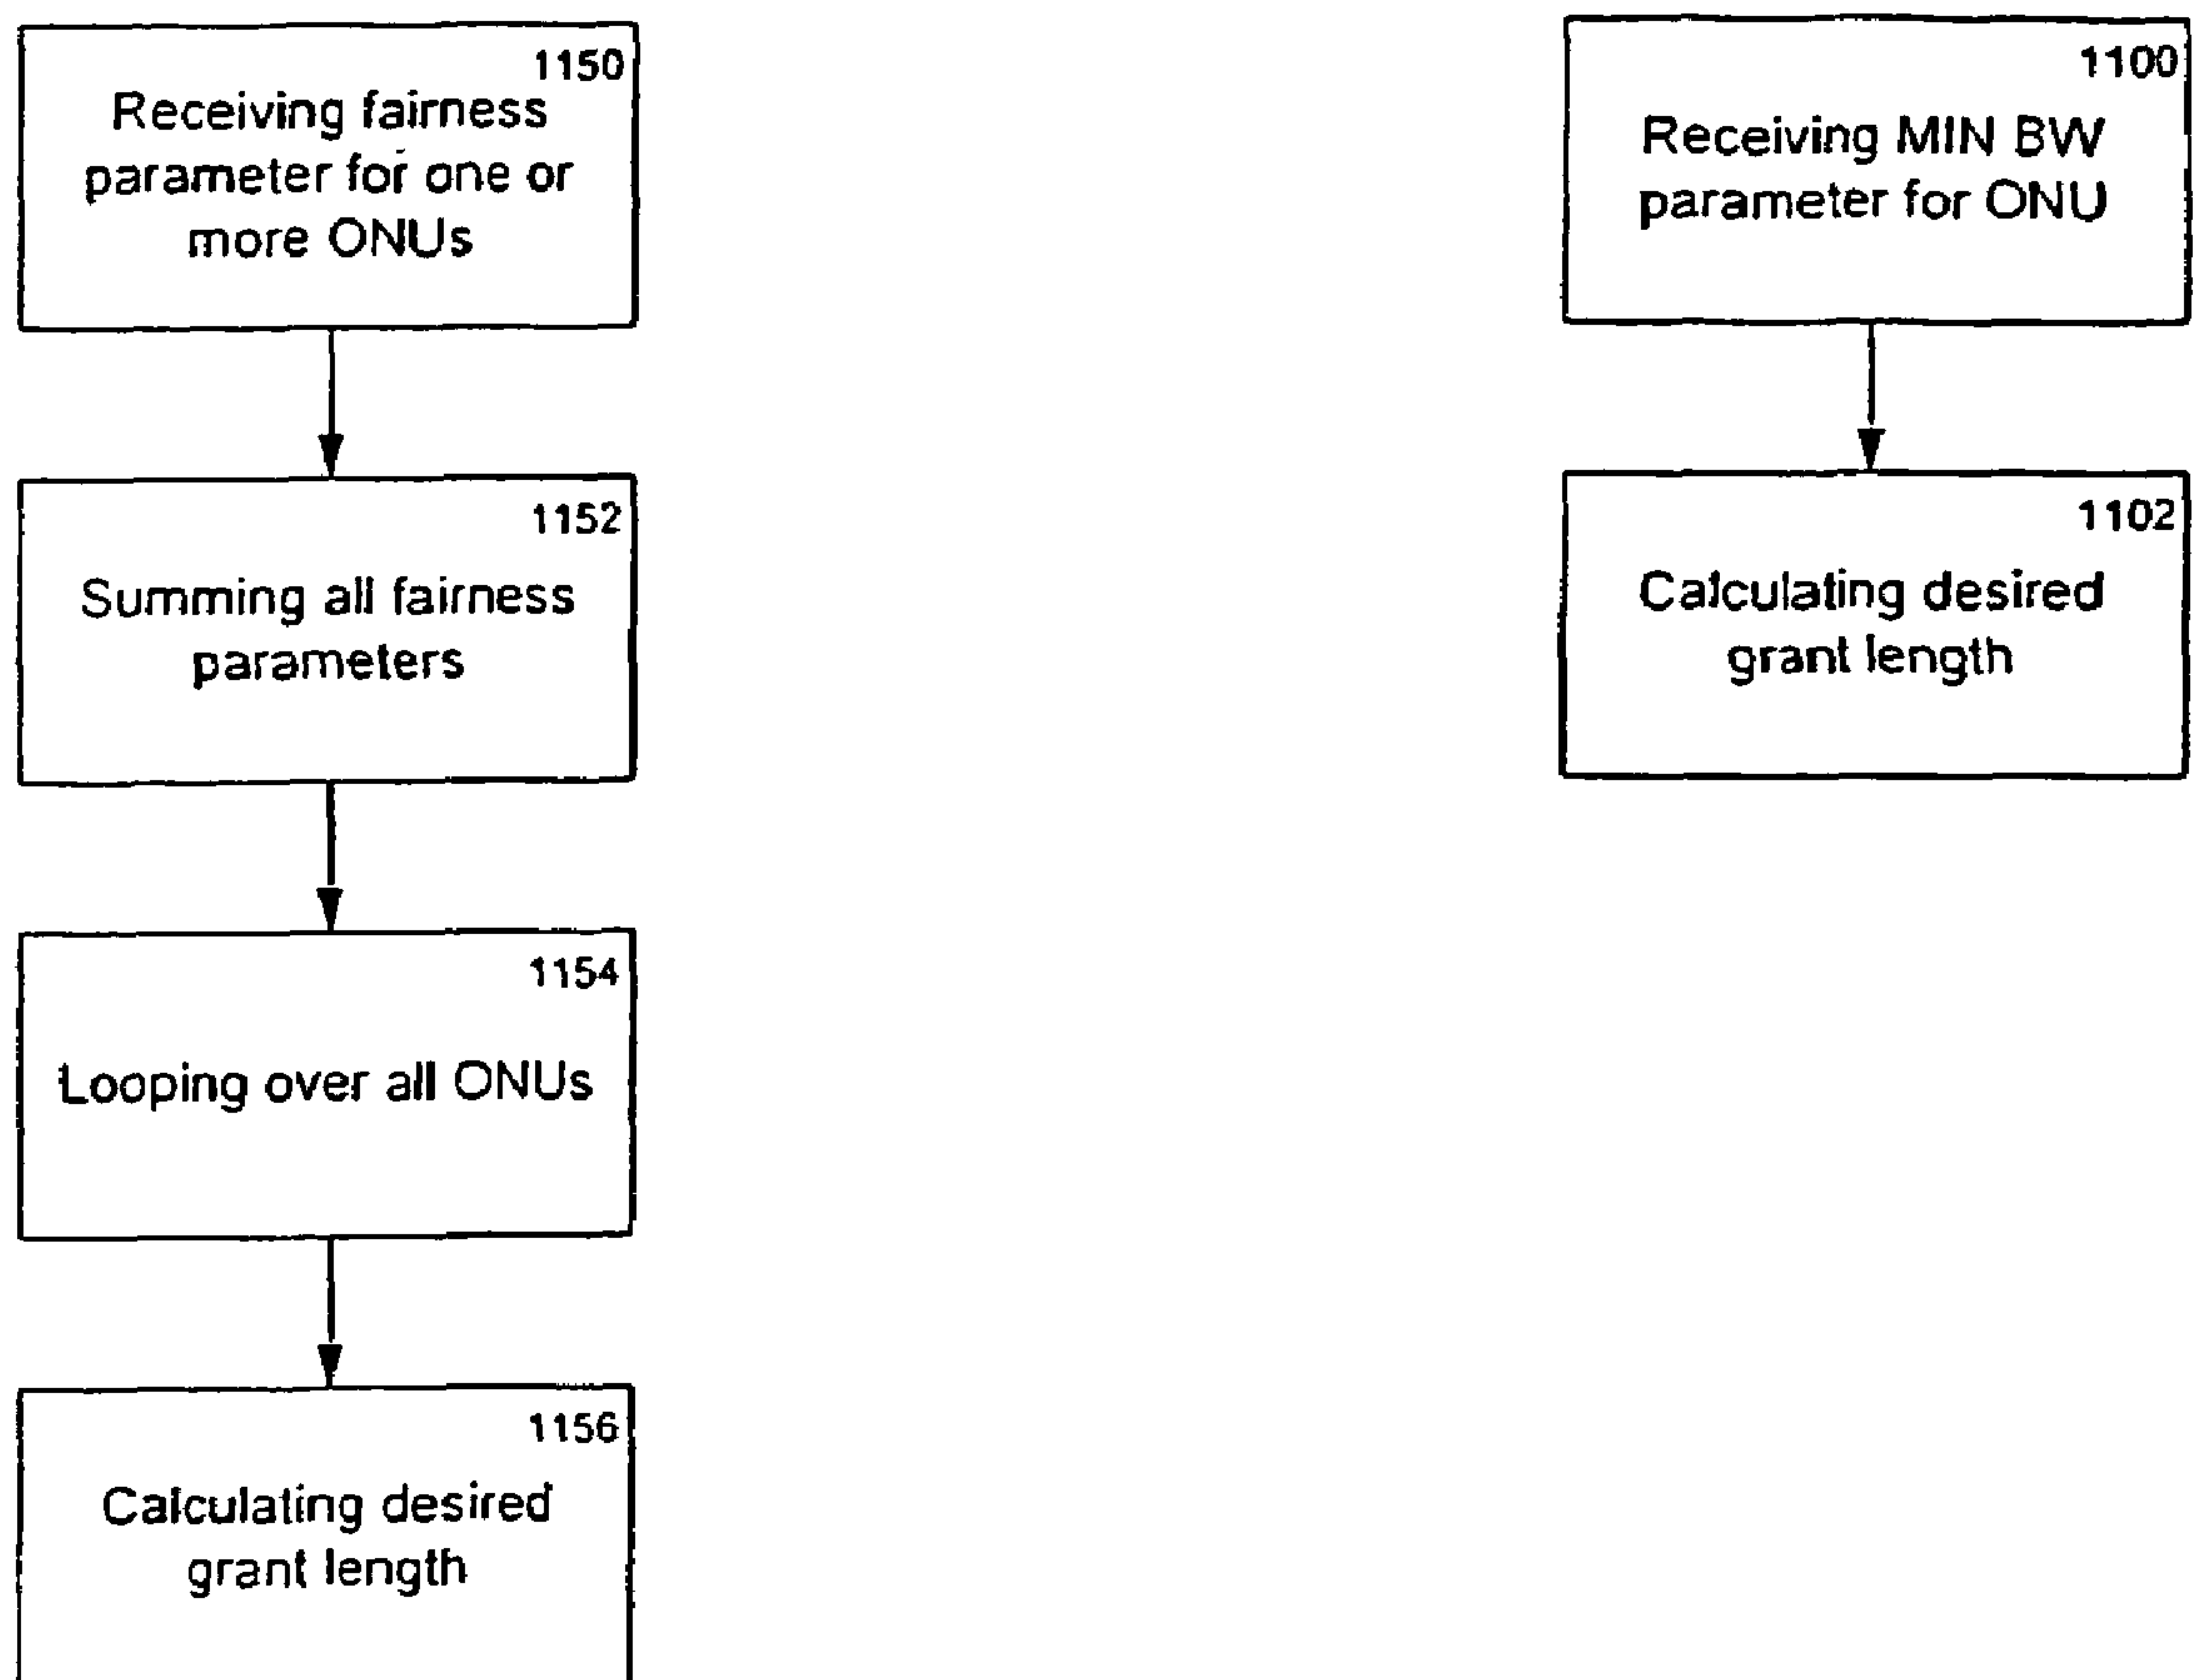 1150
Receiving fairness
parameter for one or
more ONUs
1152
Summing all fairness
parameters
1154
Looping over all ONUs
1156
Calculating desired
grant length
1100
Receiving MIN BW
parameter for ONU
1102
Calculating desired
grant length